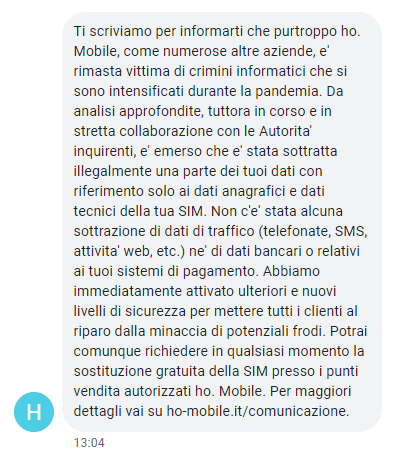 Ti scriviamo per informarti che purtroppo ho.
Mobile, come numerose altre aziende, e'
rimasta vittima di crimini informatici che si
sono intensificati durante la pandemia. Da
analisi approfondite, tuttora in corso e in
stretta collaborazione con le Autorita'
inquirenti, e' emerso che e' stata sottratta
illegalmente una parte dei tuoi dati con
riferimento solo ai dati anagrafici e dati
tecnici della tua SIM. Non c'e' stata alcuna
sottrazione di dati di traffico (telefonate, SMS,
attivita' web, etc.) ne' di dati bancari o relativi
ai tuoi sistemi di pagamento. Abbiamo
immediatamente attivato ulteriori e nuovi
livelli di sicurezza per mettere tutti i clienti al
riparo dalla minaccia di potenziali frodi. Potrai
comunque richiedere in qualsiasi momento la
sostituzione gratuita della SIM presso i punti
vendita autorizzati ho. Mobile. Per maggiori
dettagli vai su ho-mobile.it/comunicazione.
H
13:04